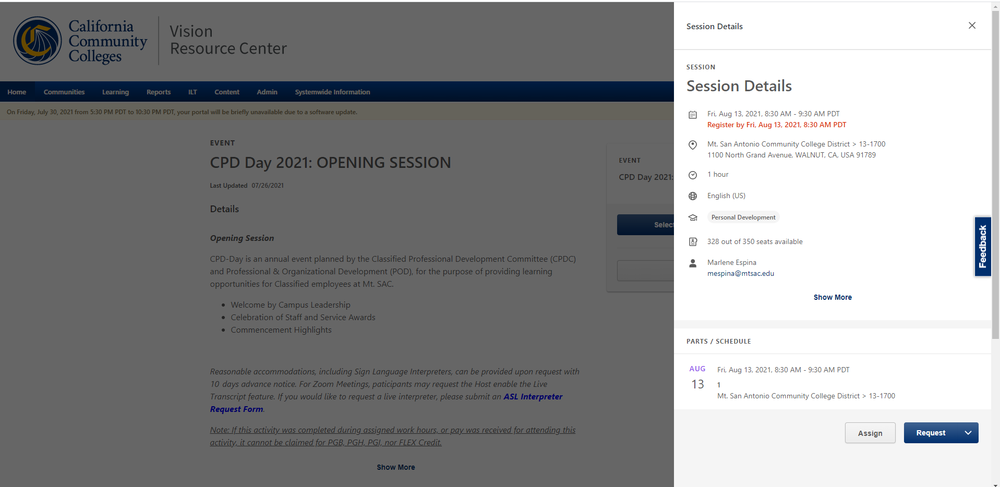 California
Community
Colleges
Vision
Resource Center
Home Communities Learning Reports ILT Content Admin Systemwide Information
On Friday, July 30, 2021 from 5:30 PM PDT to 10:30 PM PDT, your portal will be briefly unavailable due to a software update.
EVENT
CPD Day 2021: OPENING SESSION
Last Updated 07/26/2021
Details
Opening Session
CPD-Day is an annual event planned by the Classified Professional Development Committee (CPDC)
and Professional & Organizational Development (POD), for the purpose of providing learning
opportunities for Classified employees at Mt. SAC.
• Welcome by Campus Leadership
• Celebration of Staff and Service Awards
• Commencement Highlights
Reasonable accommodations, including Sign Language Interpreters, can be provided upon request with
10 days advance notice. For Zoom Meetings, paticipants may request the Host enable the Live
Transcript feature. If you would like to request a live interpreter, please submit an ASL Interpreter
Request Form.
Note: If this activity was completed during assigned work hours, or pay was received for attending this
activity, it cannot be claimed for PGB, PGH, PGI, nor FLEX Credit.
Show More
EVENT
CPD Day 2021:
Select
Session Details
SESSION
Session Details
Fri, Aug 13, 2021, 8:30 AM - 9:30 AM PDT
Register by Fri, Aug 13, 2021, 8:30 AM PDT
Mt. San Antonio Community College District > 13-1700
1100 North Grand Avenue, WALNUT, CA, USA 91789
1 hour
English (US)
Personal Development
328 out of 350 seats available
Marlene Espina
mespina@mtsac.edu
Show More
PARTS / SCHEDULE
AUG
13
Fri, Aug 13, 2021, 8:30 AM - 9:30 AM PDT
1
Mt. San Antonio Community College District > 13-1700
Assign
Request
Feedback